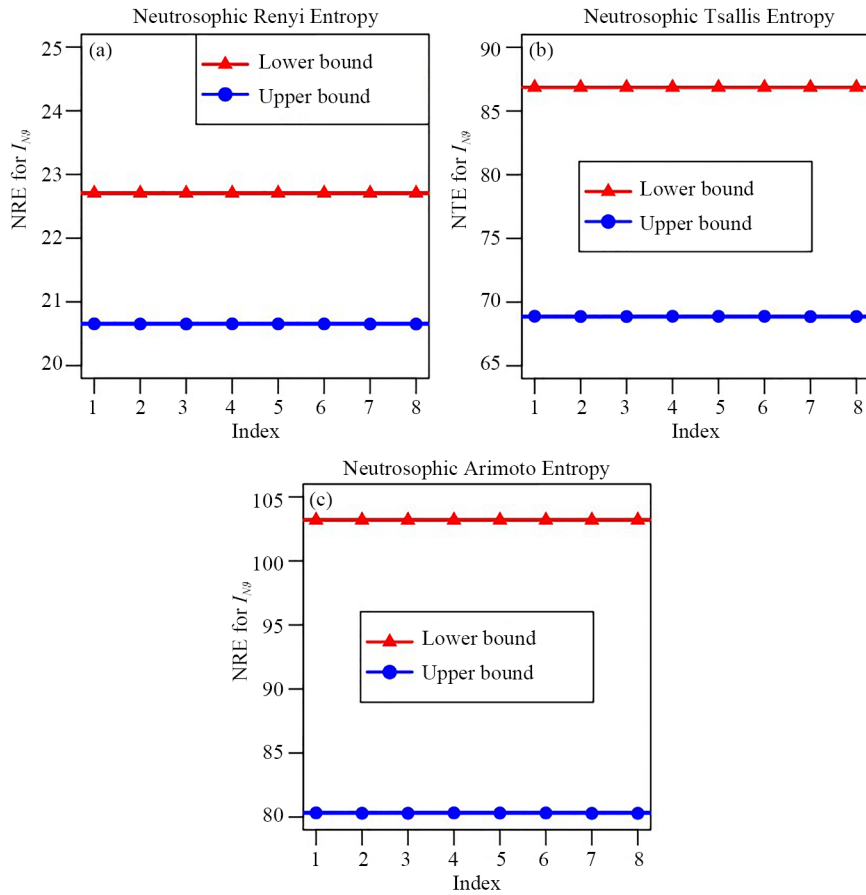 Neutrosophic Renyi Entropy
(a)
Lower bound
Upper bound
NRE for I_Nϑ
25
24
23
22
21
20
1 2 3 4 5 6 7 8
Index
Neutrosophic Tsallis Entropy
(b)
Lower bound
Upper bound
NTE for I_Nϑ
90
85
80
75
70
65
1 2 3 4 5 6 7 8
Index
Neutrosophic Arimoto Entropy
(c)
Lower bound
Upper bound
NRE for I_Nϑ
105
100
95
90
85
80
1 2 3 4 5 6 7 8
Index